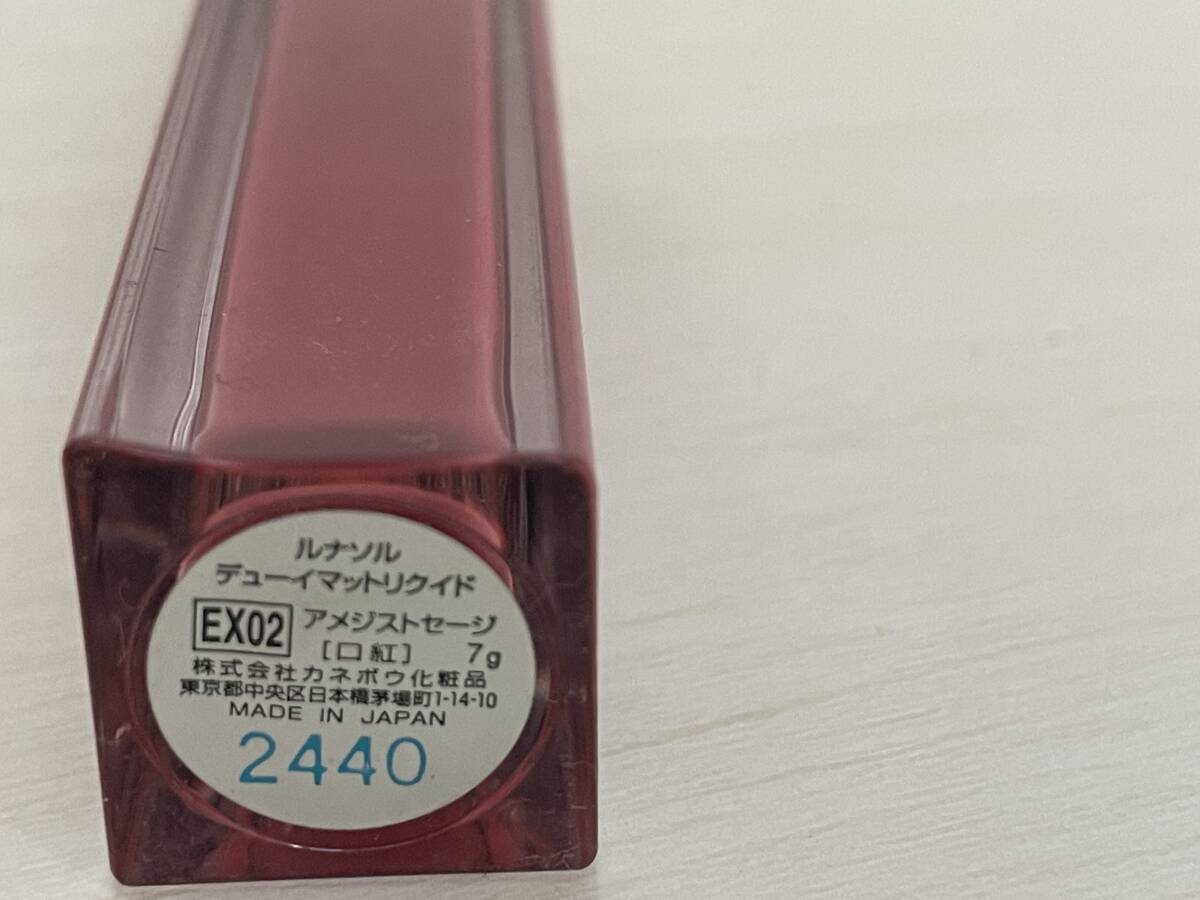 ルナソル
デューイマットリクイド
EX02 アメジストセージ
[口紅] 7g
株式会社カネボウ化粧品
東京都中央区日本橋茅場町1-14-10
MADE IN JAPAN
2440